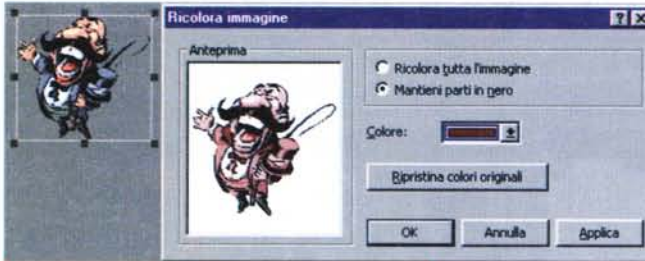 Ricolora immagine
Anteprima
Ricolora tutta l'immagine
Mantieni parti in nero
Colore:
Ripristina colori originali
OK
Annulla
Applica